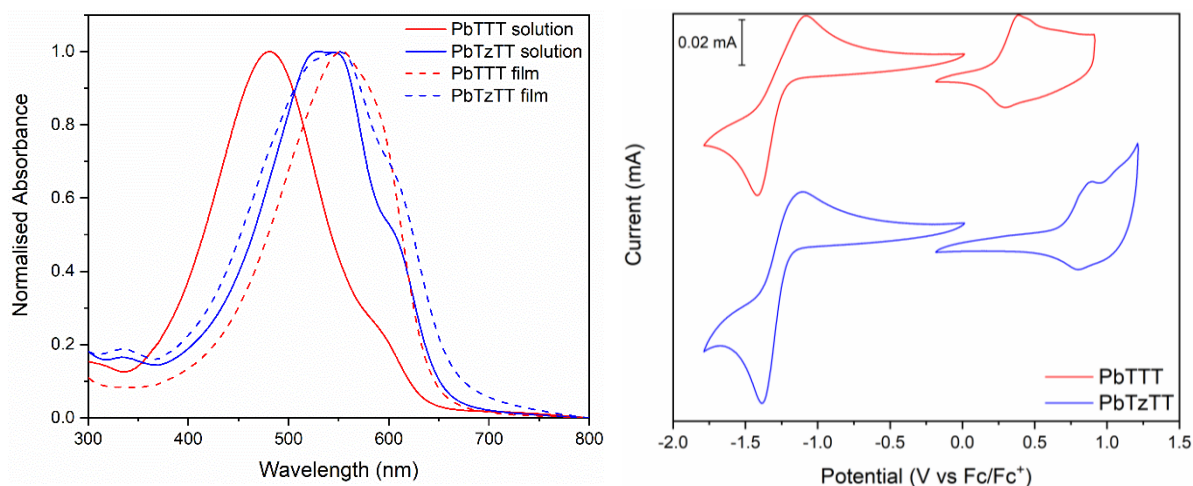 PbTTT solution
PbTzTT solution
PbTTT film
PbTzTT film
1.0
0.8
0.6
0.4
0.2
0.0
Normalised Absorbance
300 400 500 600 700 800
Wavelength (nm)
0.02 mA
Current (mA)
PbTTT
PbTzTT
-2.0 -1.5 -1.0 -0.5 0.0 0.5 1.0 1.5
Potential (V vs Fc/Fc⁺)